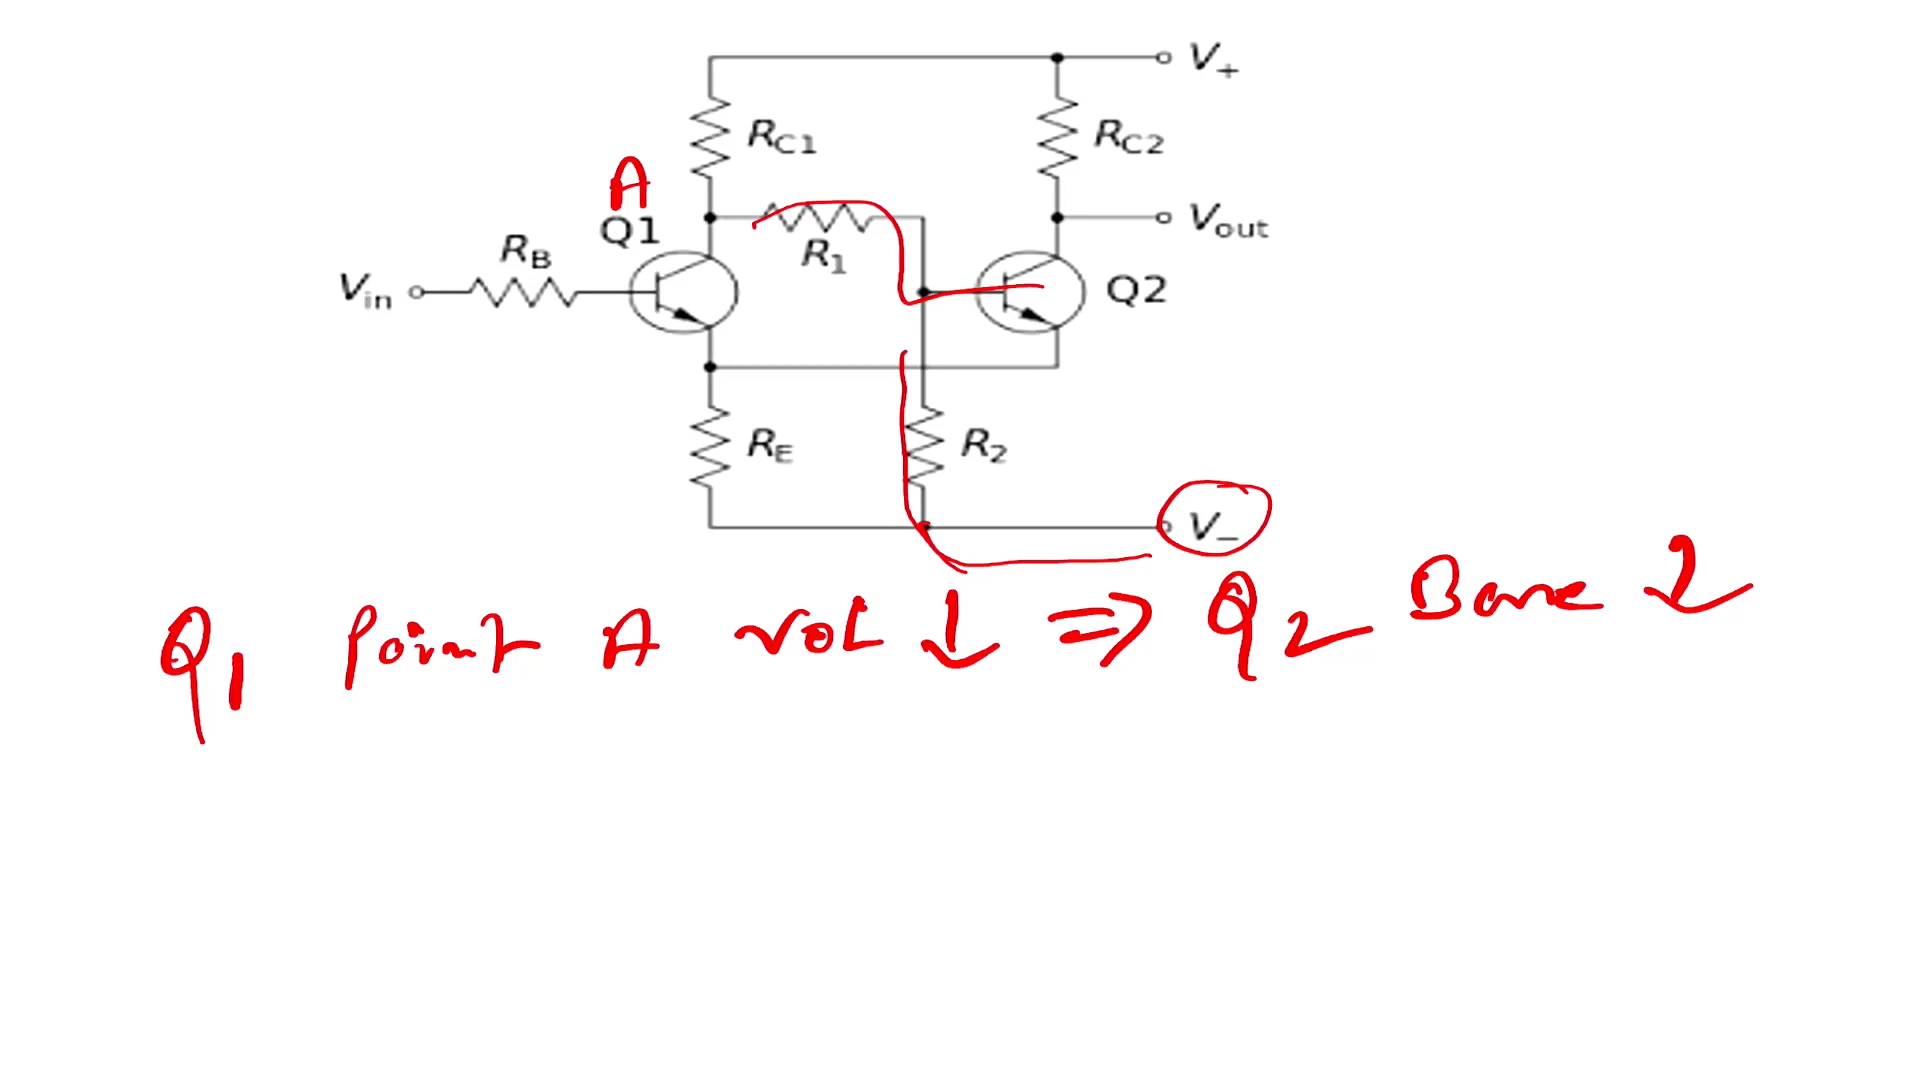 V+
RC1
RC2
A
Q1
Vout
RB
R1
Vin
Q2
RE
R2
V−
Q1 Point A vol ↓ ⇒ Q2 Base ↓